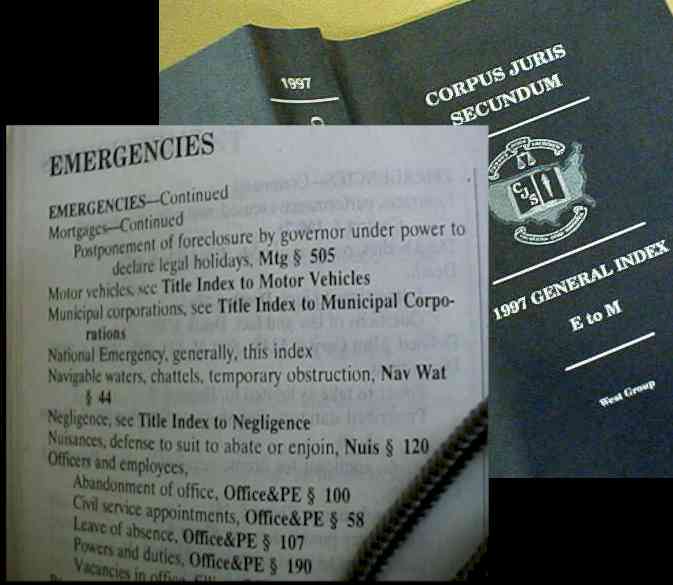 1997
CORPUS JURIS
SECUNDUM
CJS
1997 GENERAL INDEX
E to M
West Group
EMERGENCIES
EMERGENCIES—Continued
Mortgages—Continued
Postponement of foreclosure by governor under power to
declare legal holidays, Mtg § 505
Motor vehicles, see Title Index to Motor Vehicles
Municipal corporations, see Title Index to Municipal Corpo-
rations
National Emergency, generally, this index
Navigable waters, chattels, temporary obstruction, Nav Wat
§ 44
Negligence, see Title Index to Negligence
Nuisances, defense to suit to abate or enjoin, Nuis § 120
Officers and employees,
Abandonment of office, Office&PE § 100
Civil service appointments, Office&PE § 58
Leave of absence, Office&PE § 107
Powers and duties, Office&PE § 190
Vacancies in office,